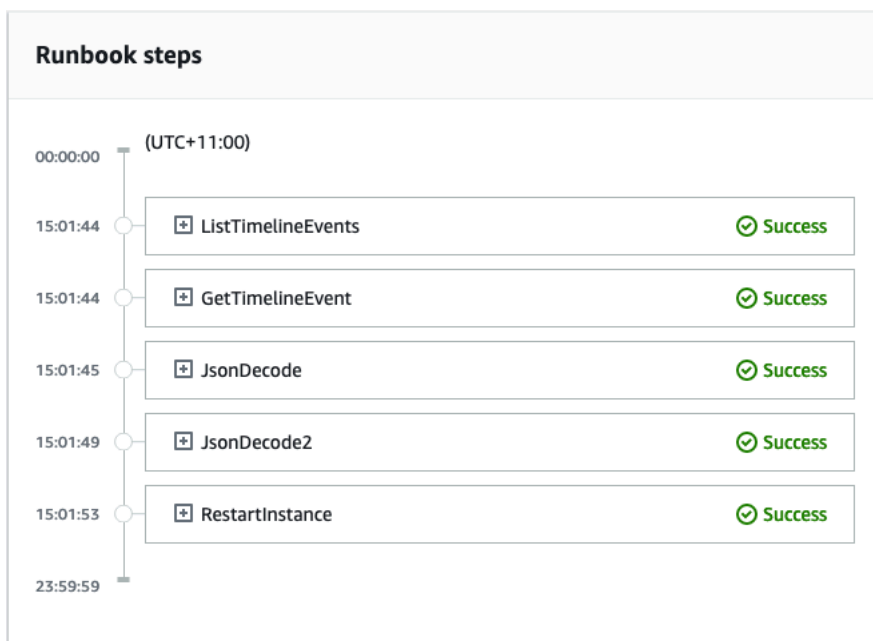 Runbook steps
(UTC+11:00)
00:00:00
15:01:44 ListTimelineEvents Success
15:01:44 GetTimelineEvent Success
15:01:45 JsonDecode Success
15:01:49 JsonDecode2 Success
15:01:53 RestartInstance Success
23:59:59